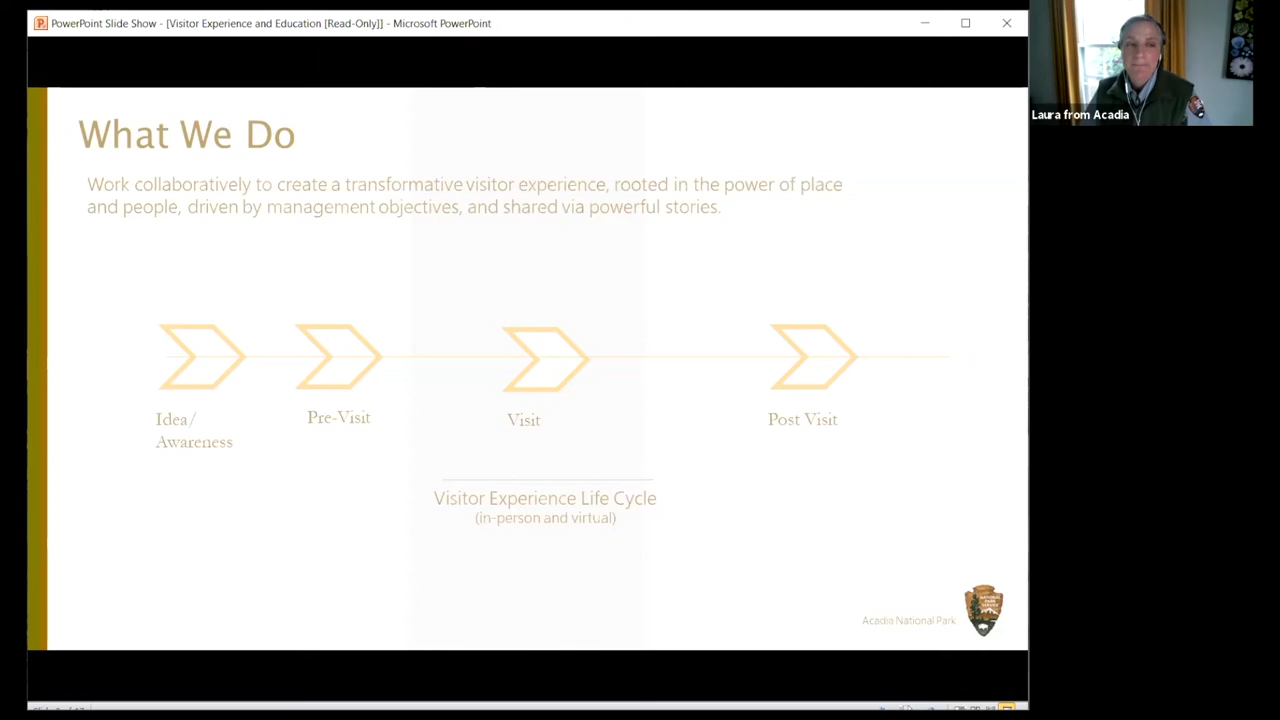 PowerPoint Slide Show - [Visitor Experience and Education [Read-Only]] - Microsoft PowerPoint
Laura from Acadia
What We Do
Work collaboratively to create a transformative visitor experience, rooted in the power of place
and people, driven by management objectives, and shared via powerful stories.
Idea/
Awareness
Pre-Visit
Visit
Post Visit
Visitor Experience Life Cycle
(in-person and virtual)
Acadia National Park
NATIONAL
PARK
SERVICE